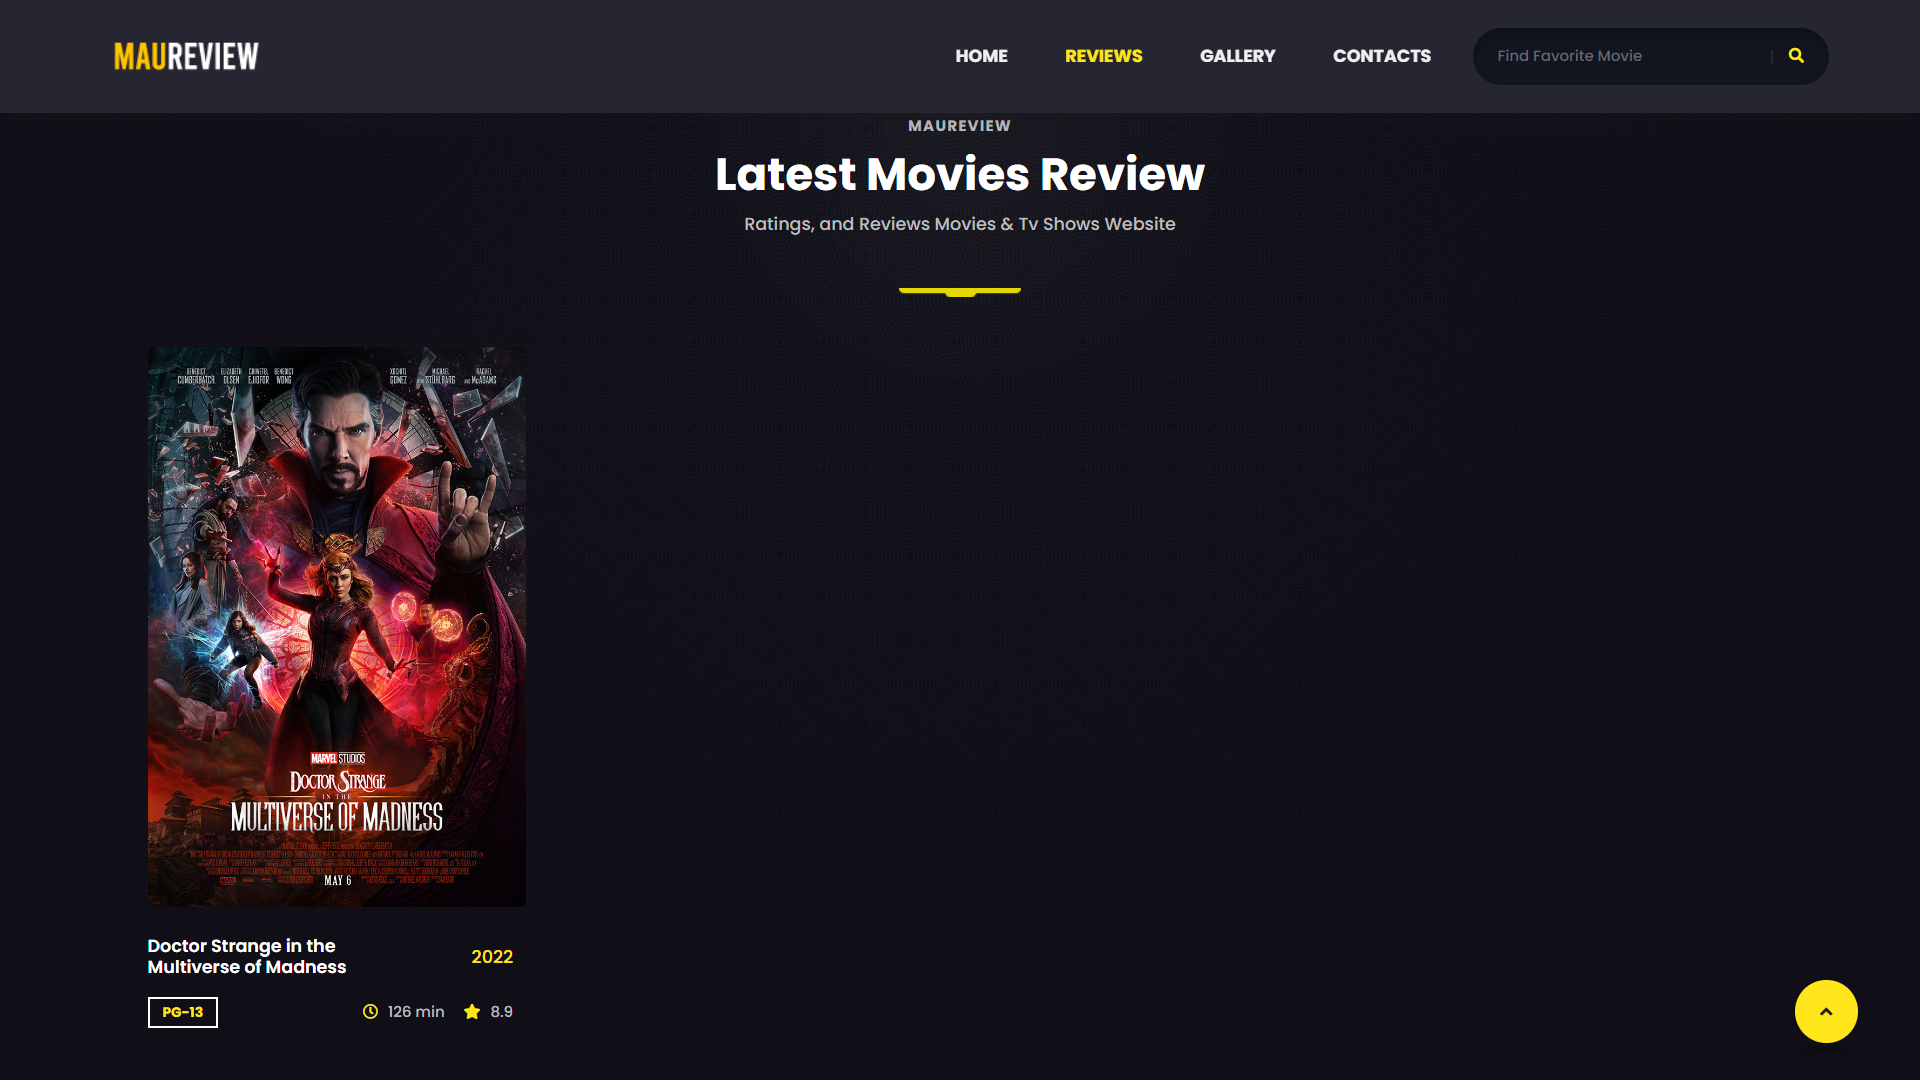 MAUREVIEW
HOME
REVIEWS
GALLERY
CONTACTS
Find Favorite Movie
MAUREVIEW
Latest Movies Review
Ratings, and Reviews Movies & Tv Shows Website
BENEDICT CUMBERBATCH
ELIZABETH OLSEN
CHIWETEL EJIOFOR
BENEDICT WONG
XOCHITL GOMEZ
MICHAEL STÜHLBARG
AND RACHEL McADAMS
MARVEL STUDIOS
DOCTOR STRANGE
IN THE
MULTIVERSE OF MADNESS
MAY 6
Doctor Strange in the
Multiverse of Madness
2022
PG-13
126 min
8.9